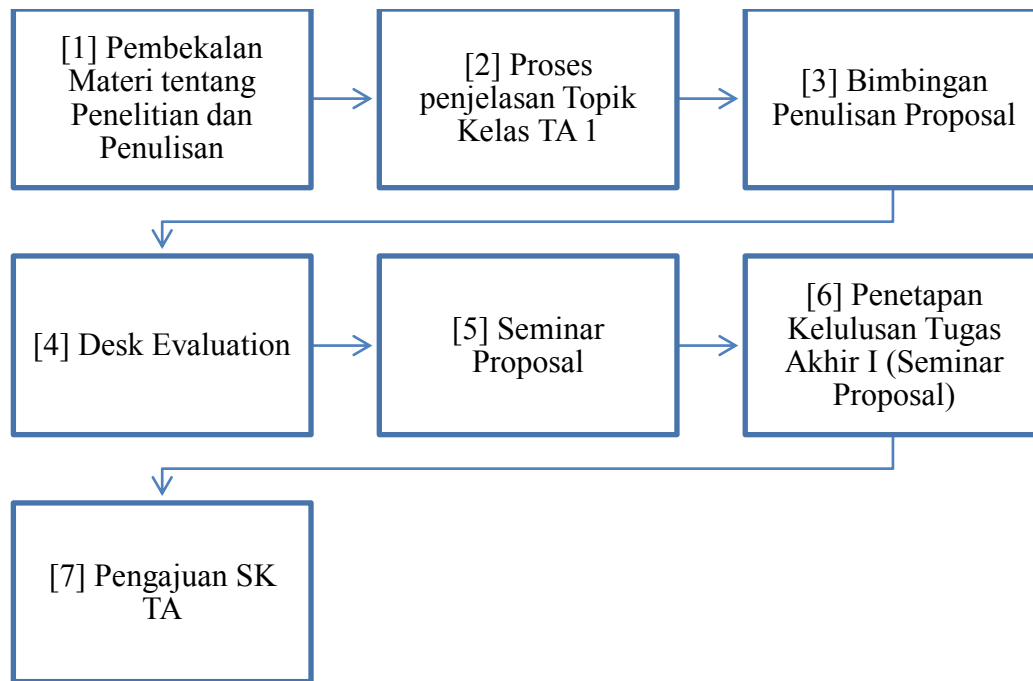 [1] Pembekalan
Materi tentang
Penelitian dan
Penulisan
[2] Proses
penjelasan Topik
Kelas TA 1
[3] Bimbingan
Penulisan Proposal
[4] Desk Evaluation
[5] Seminar
Proposal
[6] Penetapan
Kelulusan Tugas
Akhir I (Seminar
Proposal)
[7] Pengajuan SK
TA